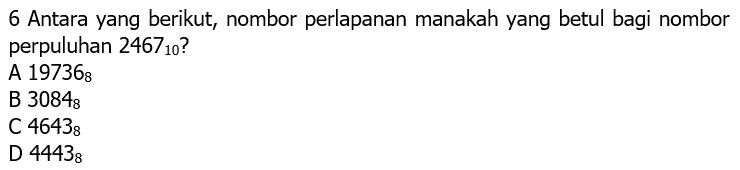 6 Antara yang berikut, nombor perlapanan manakah yang betul bagi nombor
perpuluhan 2467₁₀?
A 19736₈
B 3084₈
C 4643₈
D 4443₈